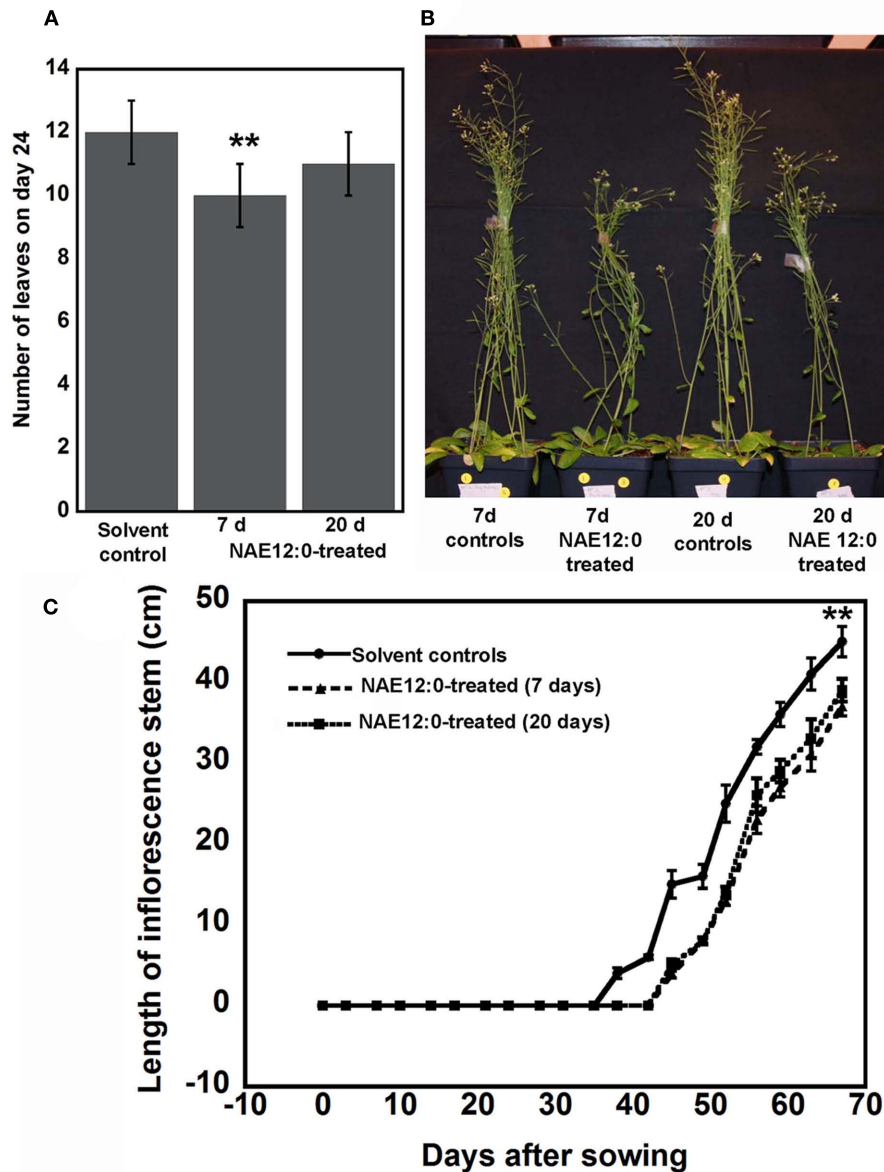 A
Number of leaves on day 24
14
12
10
8
6
4
2
0
**
Solvent
control
7 d
20 d
NAE12:0-treated
B
7d
controls
7d
NAE12:0
treated
20 d
controls
20 d
NAE 12:0
treated
C
Length of inflorescence stem (cm)
50
40
30
20
10
0
-10
**
Solvent controls
NAE12:0-treated (7 days)
NAE12:0-treated (20 days)
-10
0
10
20
30
40
50
60
70
Days after sowing